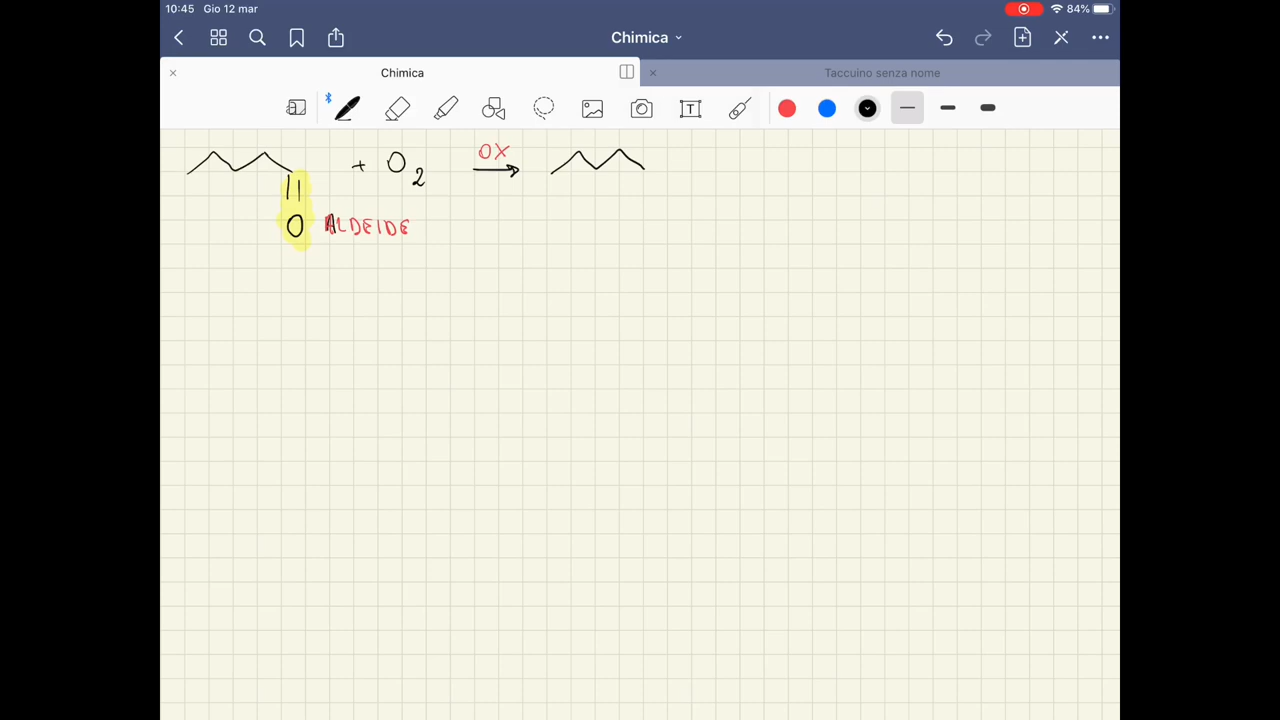 10:45 Gio 12 mar 84%
Chimica
Chimica Taccuino senza nome
T
+ O2 OX
O ALDEIDE